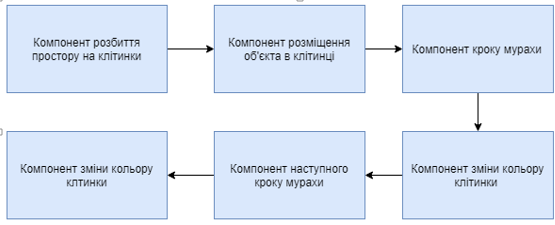 Компонент розбиття
простору на клітинки
Компонент розміщення
об'єкта в клітинці
Компонент кроку мурахи
Компонент зміни кольору
клітинки
Компонент наступного
кроку мурахи
Компонент зміни кольору
клтинки